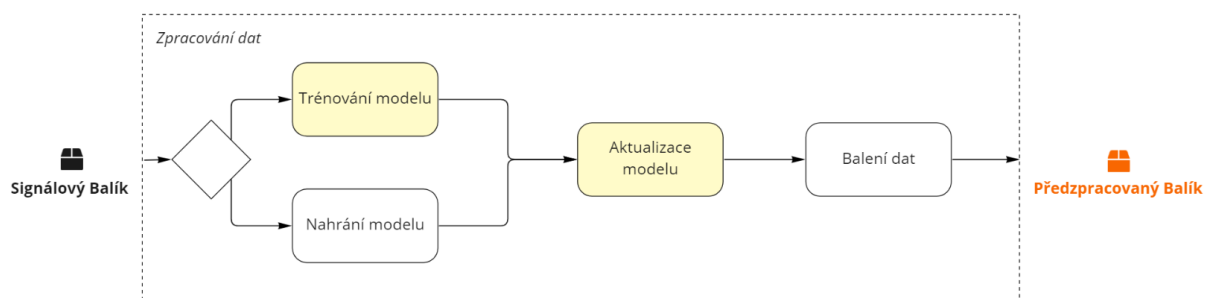 Zpracování dat
Trénování modelu
Signálový Balík
Nahrání modelu
Aktualizace
modelu
Balení dat
Předzpracovaný Balík